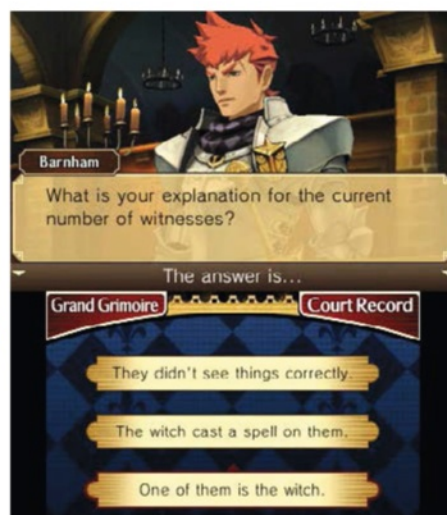 Barnham
What is your explanation for the current
number of witnesses?
The answer is...
Grand Grimoire
Court Record
They didn't see things correctly.
The witch cast a spell on them.
One of them is the witch.